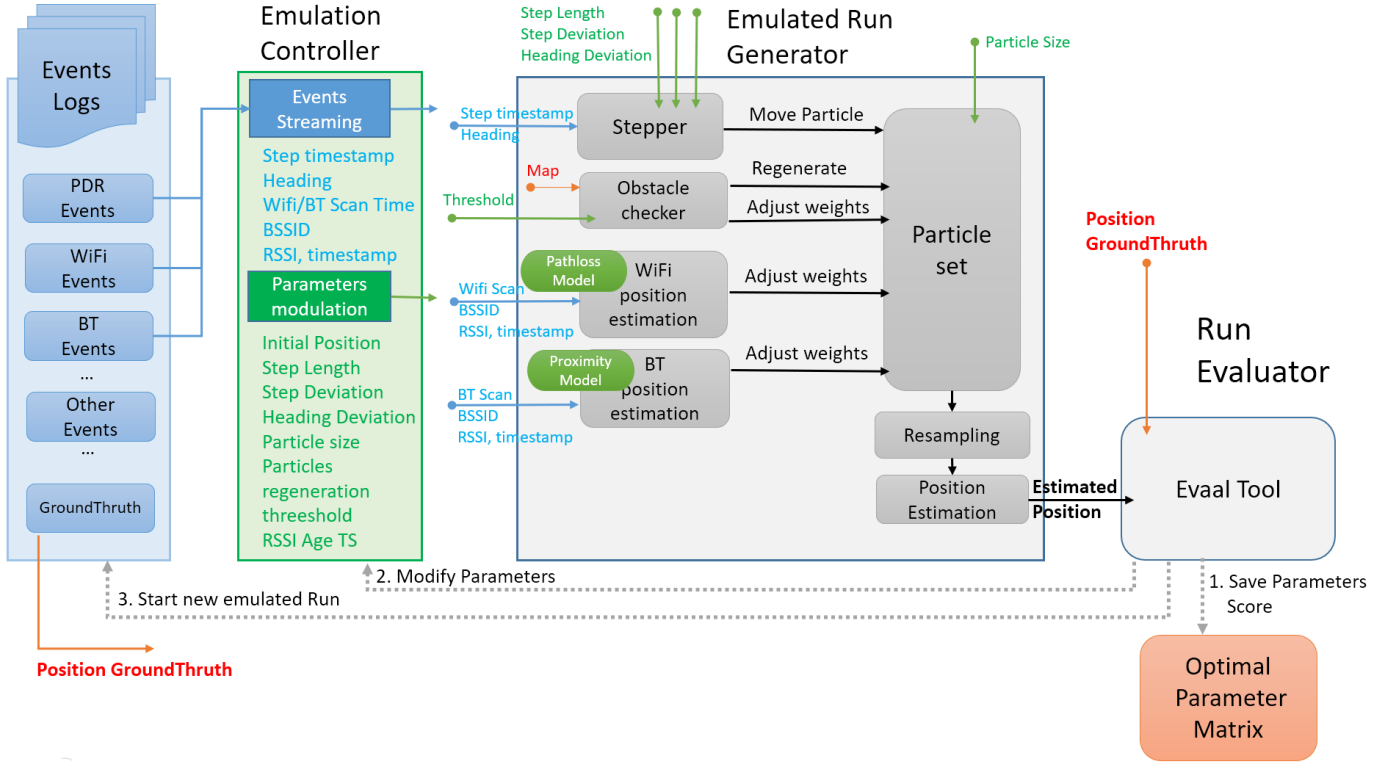 Events
Logs
PDR
Events
WiFi
Events
BT
Events
...
Other
Events
...
GroundThruth
Position GroundThruth
Emulation
Controller
Events
Streaming
Step timestamp
Heading
Wifi/BT Scan Time
BSSID
RSSI, timestamp
Parameters
modulation
Initial Position
Step Length
Step Deviation
Heading Deviation
Particle size
Particles
regeneration
threeshold
RSSI Age TS
Emulated Run
Generator
Step Length
Step Deviation
Heading Deviation
Particle Size
Step timestamp
Heading
Stepper
Move Particle
Map
Threshold
Obstacle
checker
Regenerate
Adjust weights
Pathloss
Model
Wifi Scan
BSSID
RSSI, timestamp
WiFi
position
estimation
Adjust weights
Proximity
Model
BT Scan
BSSID
RSSI, timestamp
BT
position
estimation
Adjust weights
Particle
set
Resampling
Position
Estimation
Estimated
Position
Position
GroundThruth
Run
Evaluator
Evaal Tool
1. Save Parameters
Score
2. Modify Parameters
3. Start new emulated Run
Optimal
Parameter
Matrix